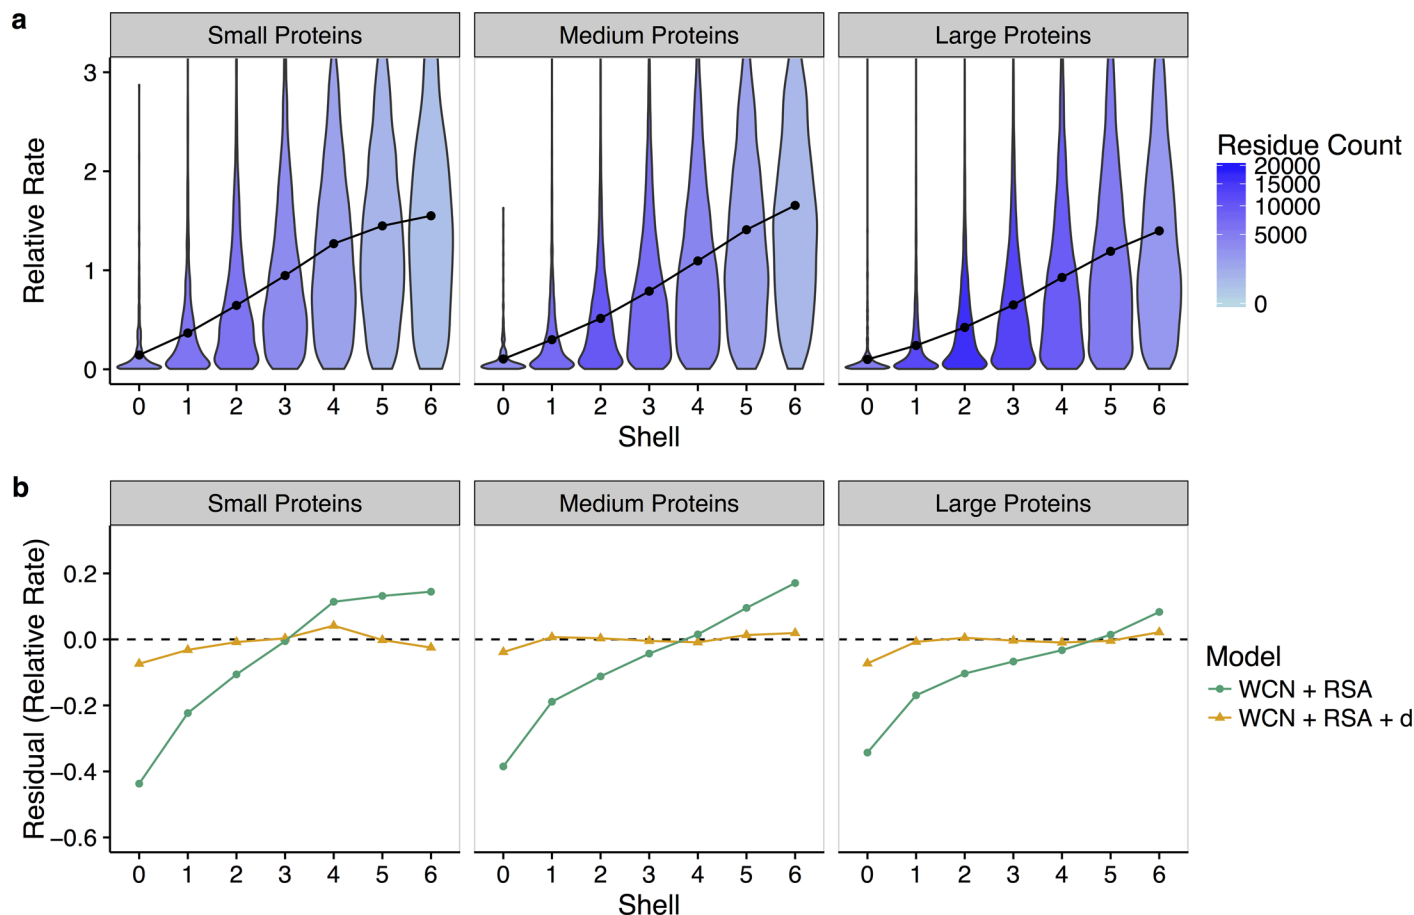 a
Small Proteins
Medium Proteins
Large Proteins
Relative Rate
3
2
1
0
0 1 2 3 4 5 6
0 1 2 3 4 5 6
0 1 2 3 4 5 6
Shell
Residue Count
20000
15000
10000
5000
0
b
Small Proteins
Medium Proteins
Large Proteins
Residual (Relative Rate)
0.2
0.0
−0.2
−0.4
−0.6
0 1 2 3 4 5 6
0 1 2 3 4 5 6
0 1 2 3 4 5 6
Shell
Model
WCN + RSA
WCN + RSA + d